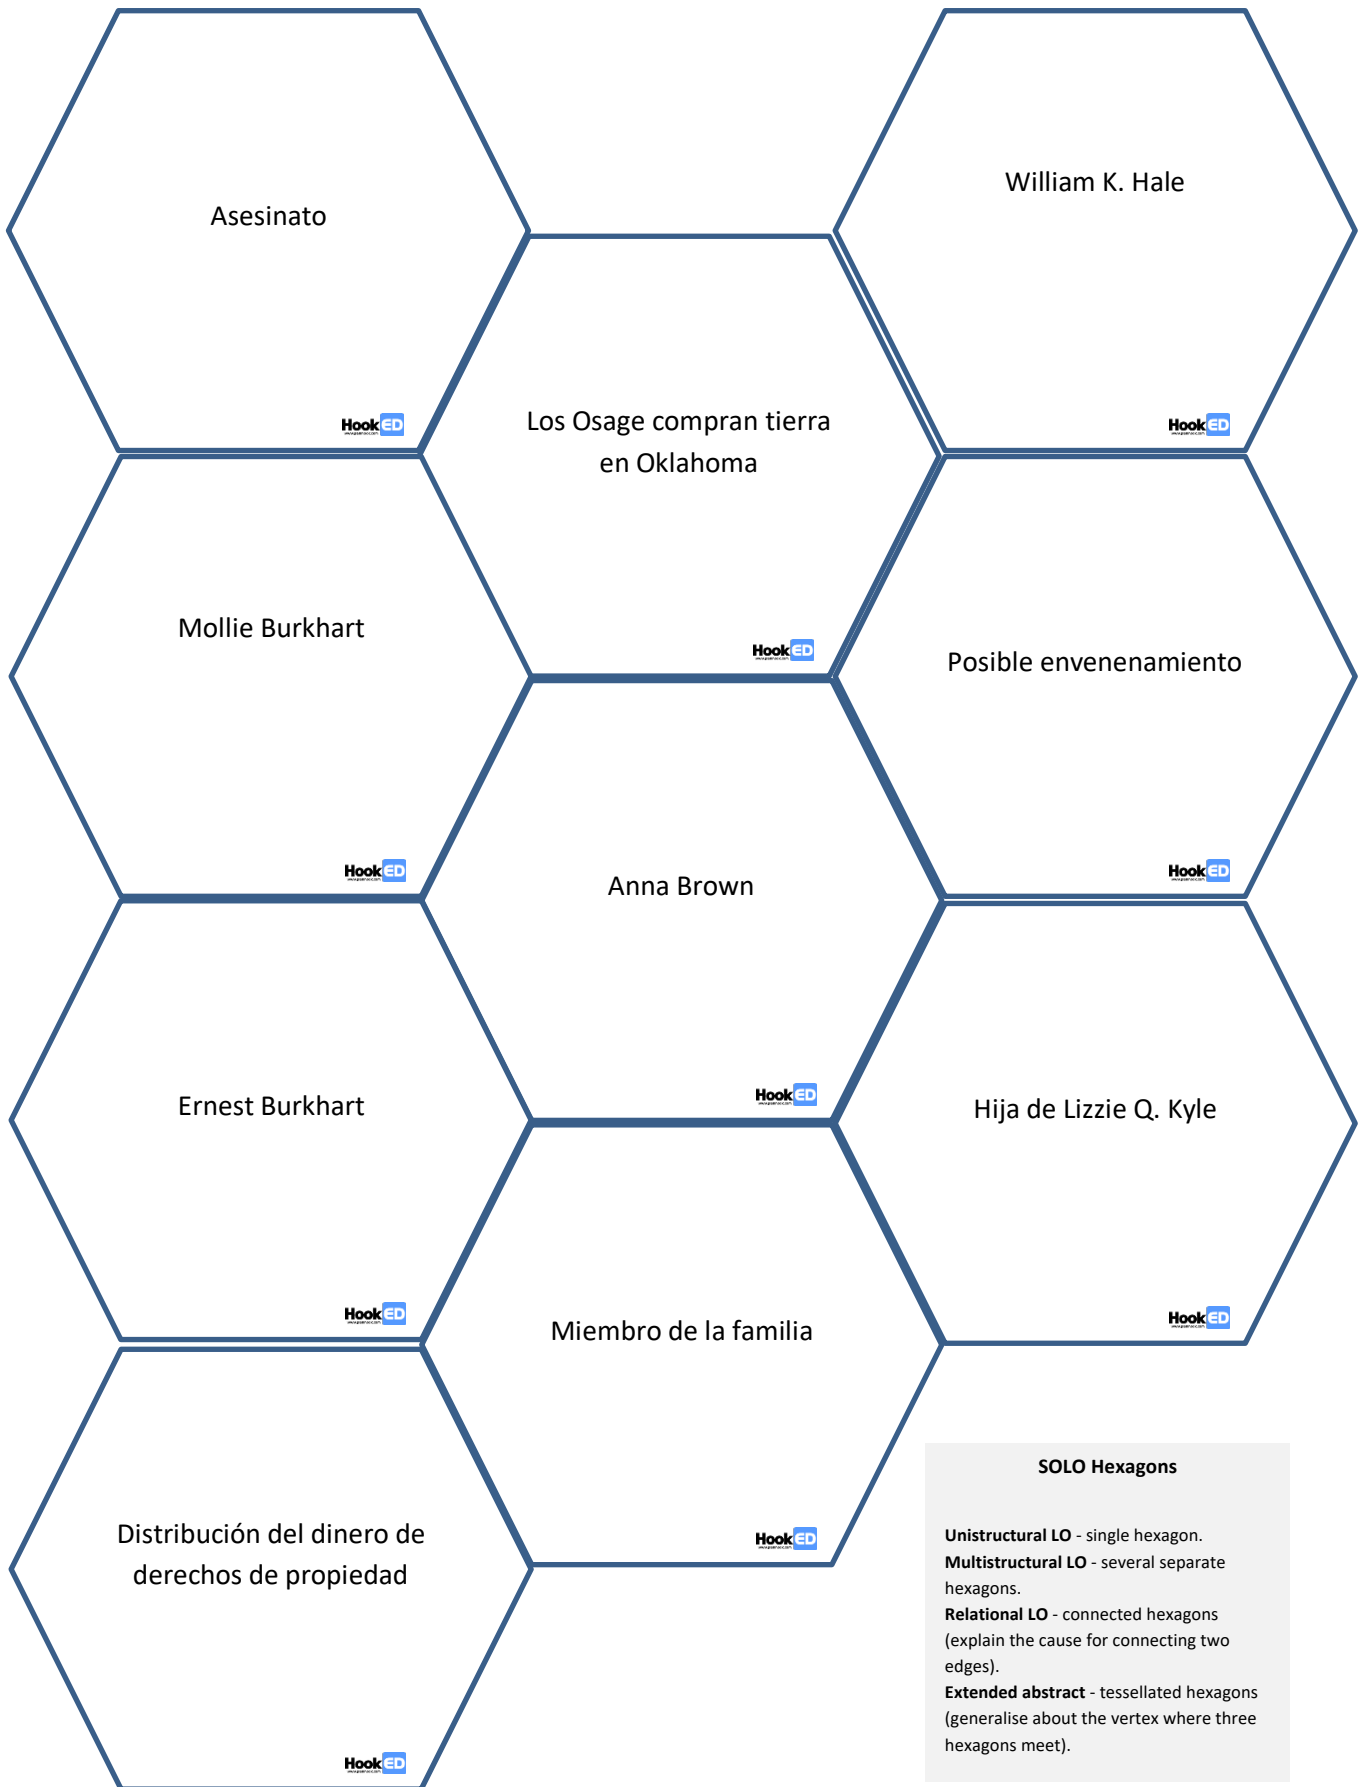 Asesinato
HookED
William K. Hale
HookED
Los Osage compran tierra
en Oklahoma
HookED
Mollie Burkhart
HookED
Posible envenenamiento
HookED
Anna Brown
HookED
Ernest Burkhart
HookED
Hija de Lizzie Q. Kyle
HookED
Miembro de la familia
HookED
Distribución del dinero de
derechos de propiedad
HookED
SOLO Hexagons
Unistructural LO - single hexagon.
Multistructural LO - several separate
hexagons.
Relational LO - connected hexagons
(explain the cause for connecting two
edges).
Extended abstract - tessellated hexagons
(generalise about the vertex where three
hexagons meet).